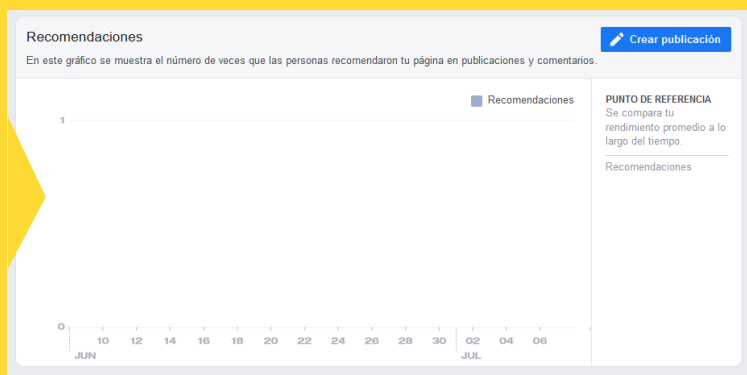 Recomendaciones
Crear publicación
En este gráfico se muestra el número de veces que las personas recomendaron tu página en publicaciones y comentarios.
Recomendaciones
1
0
10 12 14 16 18 20 22 24 26 28 30 02 04 06
JUN JUL
PUNTO DE REFERENCIA
Se compara tu
rendimiento promedio a lo
largo del tiempo.
Recomendaciones